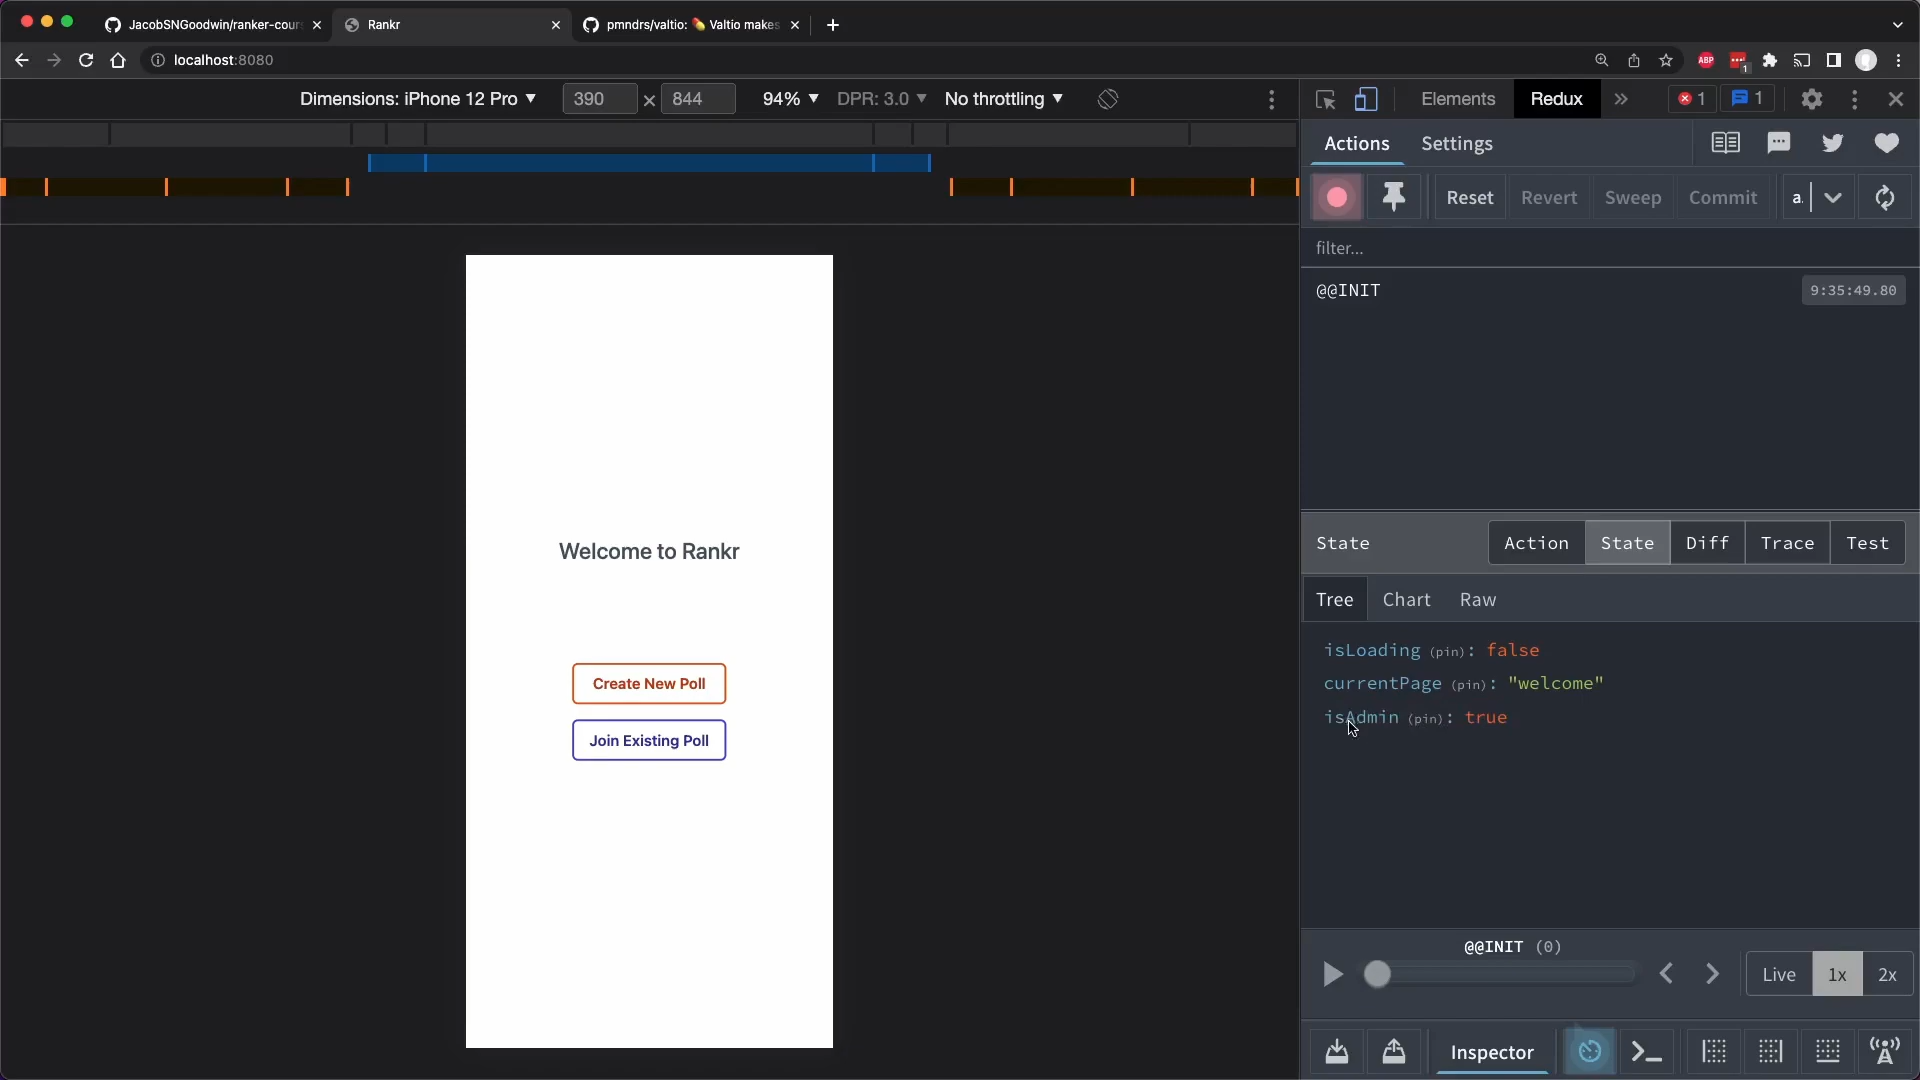 JacobSNGoodwin/ranker-cours
Rankr
pmndrs/valtio: 💊 Valtio makes
localhost:8080
ABP
1
Dimensions: iPhone 12 Pro
390 × 844
94%
DPR: 3.0
No throttling
Elements
Redux
1
1
Actions
Settings
Reset
Revert
Sweep
Commit
a.
filter...
@@INIT
9:35:49.80
Welcome to Rankr
Create New Poll
Join Existing Poll
State
Action
State
Diff
Trace
Test
Tree
Chart
Raw
isLoading (pin): false
currentPage (pin): "welcome"
isAdmin (pin): true
@@INIT (0)
Live
1x
2x
Inspector